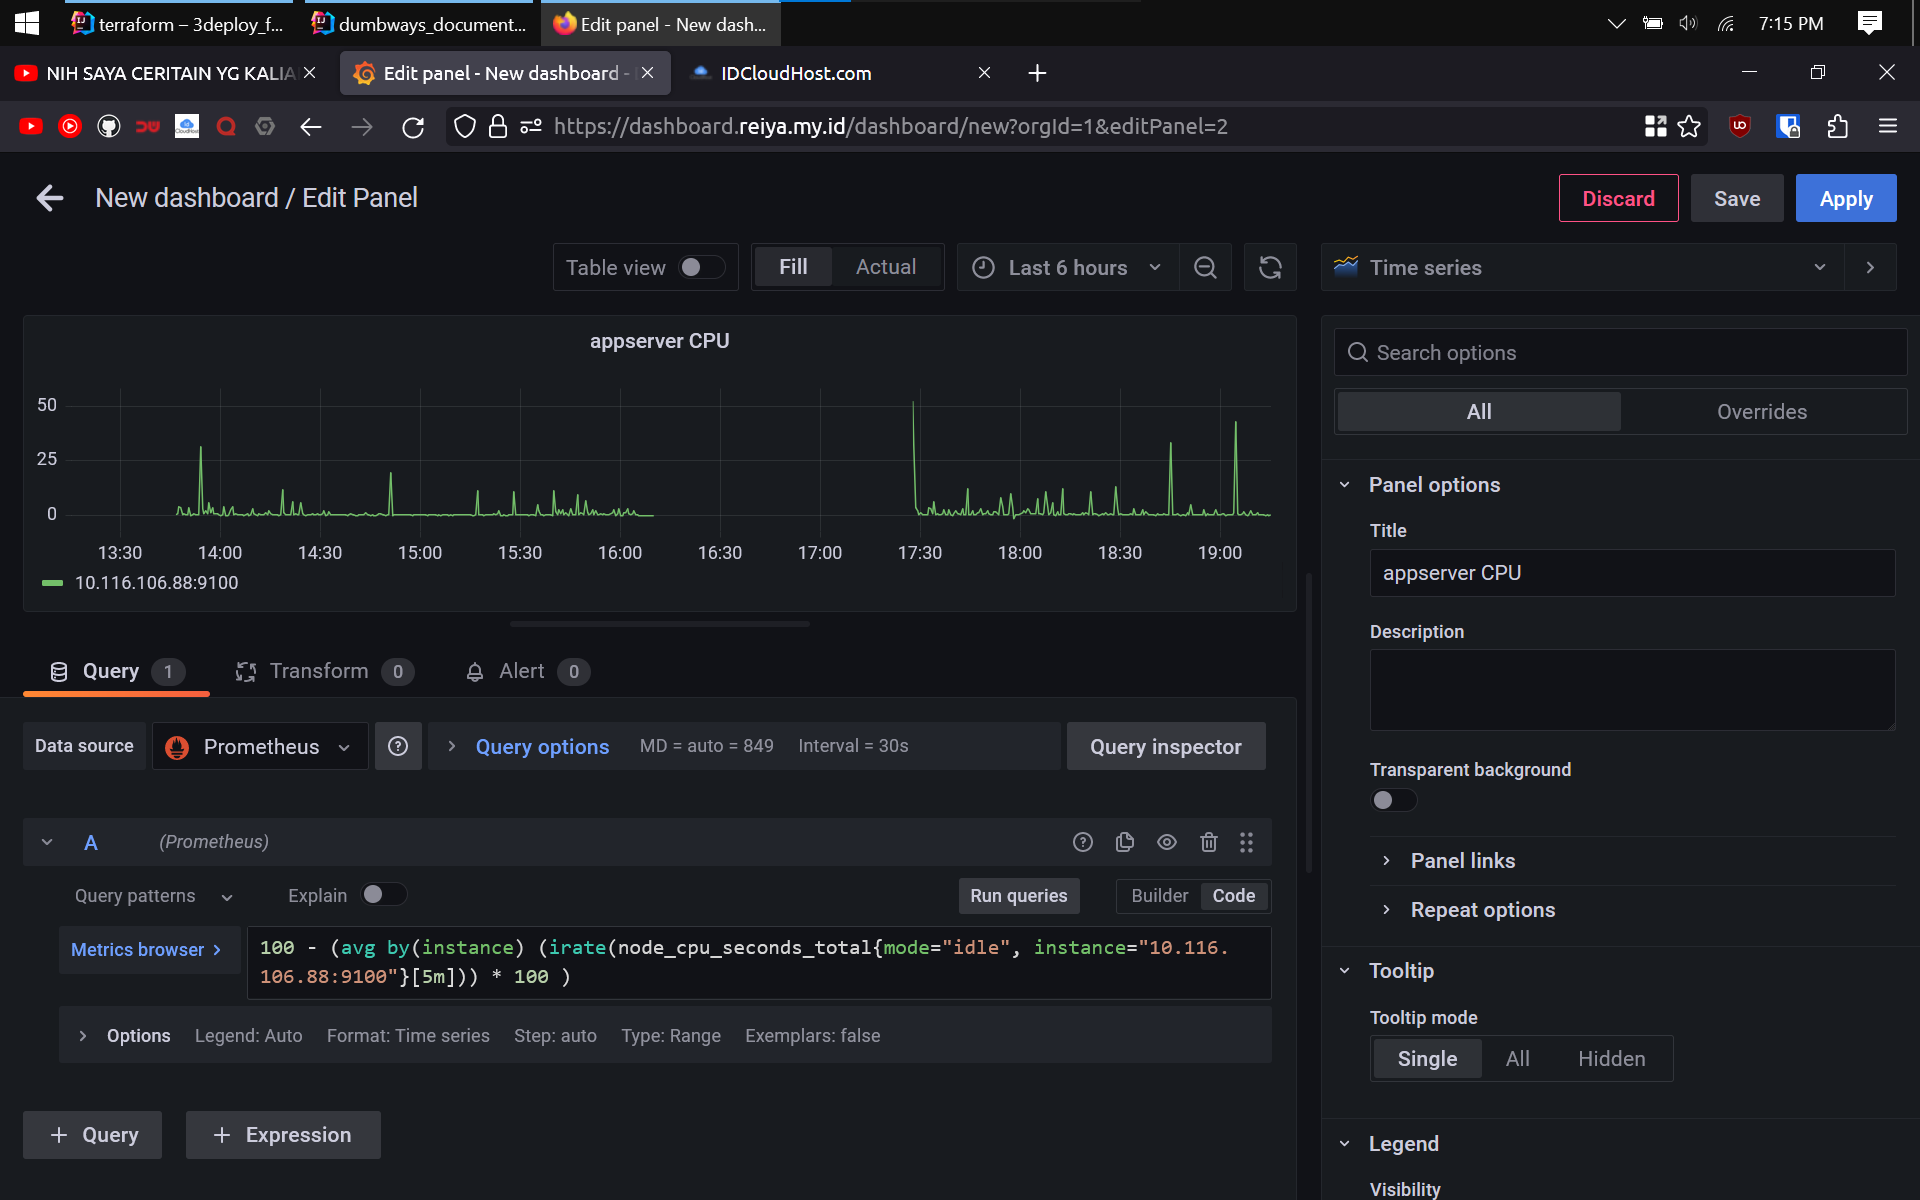 terraform – 3deploy_f...
dumbways_document...
Edit panel - New dash...
7:15 PM
NIH SAYA CERITAIN YG KALIA
Edit panel - New dashboard -
IDCloudHost.com
https://dashboard.reiya.my.id/dashboard/new?orgId=1&editPanel=2
New dashboard / Edit Panel
Discard
Save
Apply
Table view
Fill
Actual
Last 6 hours
Time series
appserver CPU
50
25
0
13:30 14:00 14:30 15:00 15:30 16:00 16:30 17:00 17:30 18:00 18:30 19:00
10.116.106.88:9100
Search options
All
Overrides
Panel options
Title
appserver CPU
Description
Transparent background
Panel links
Repeat options
Tooltip
Tooltip mode
Single
All
Hidden
Legend
Visibility
Query 1
Transform 0
Alert 0
Data source
Prometheus
Query options
MD = auto = 849
Interval = 30s
Query inspector
A
(Prometheus)
Query patterns
Explain
Run queries
Builder
Code
Metrics browser >
100 - (avg by(instance) (irate(node_cpu_seconds_total{mode="idle", instance="10.116.
106.88:9100"}[5m])) * 100 )
Options
Legend: Auto
Format: Time series
Step: auto
Type: Range
Exemplars: false
+ Query
+ Expression